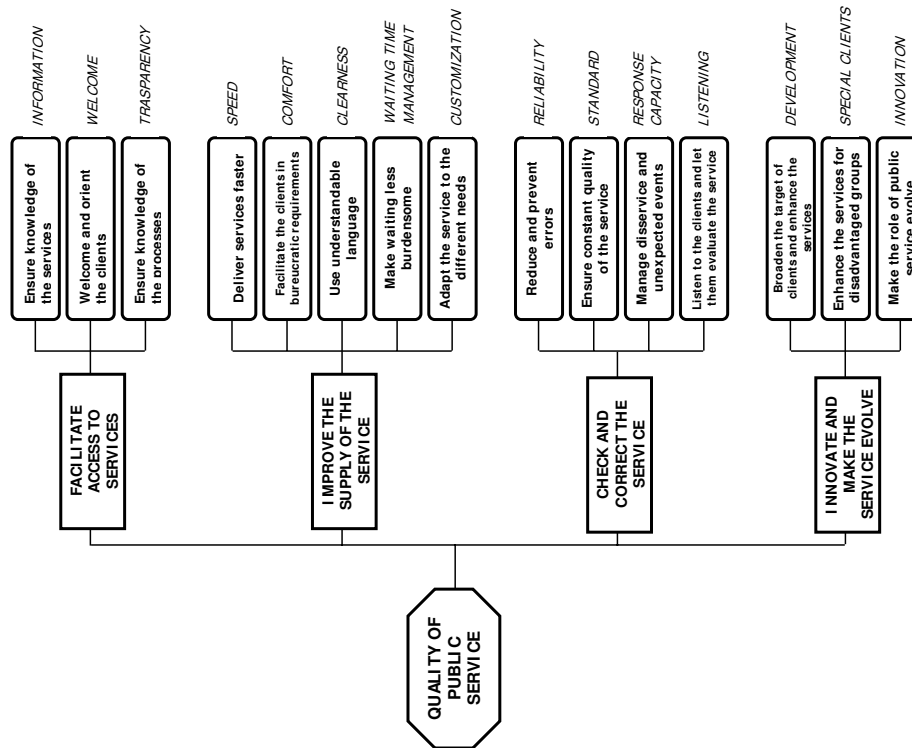 QUALITY OF
PUBLIC
SERVICE
FACILITATE
ACCESS TO
SERVICES
Ensure knowledge of
the services
INFORMATION
Welcome and orient
the clients
WELCOME
Ensure knowledge of
the processes
TRASPARENCY
IMPROVE THE
SUPPLY OF THE
SERVICE
Deliver services faster
SPEED
Facilitate the clients in
bureucratic requirements
COMFORT
Use understandable
language
CLEARNESS
Make waiting less
burdensome
WAITING TIME
MANAGEMENT
Adapt the service to the
different needs
CUSTOMIZATION
CHECK AND
CORRECT THE
SERVICE
Reduce and prevent
errors
RELIABILITY
Ensure constant quality
of the service
STANDARD
Manage disservice and
unexpected events
RESPONSE
CAPACITY
Listen to the clients and let
them evaluate the service
LISTENING
INNOVATE AND
MAKE THE
SERVICE EVOLVE
Broaden the target of
clients and enhance the
services
DEVELOPMENT
Enhance the services for
disadvantaged groups
SPECIAL CLIENTS
Make the role of public
service evolve
INNOVATION